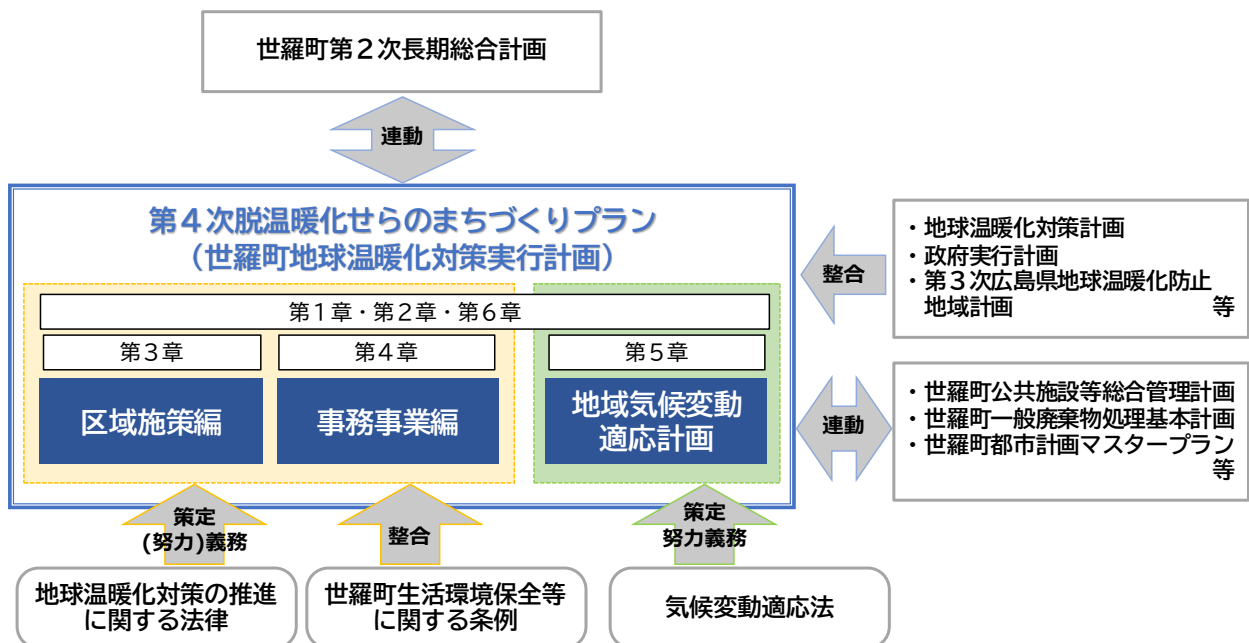 世羅町第２次長期総合計画
連動
第４次脱温暖化せらのまちづくりプラン
（世羅町地球温暖化対策実行計画）
第１章・第２章・第６章
第３章
第４章
第５章
区域施策編
事務事業編
地域気候変動
適応計画
整合
・地球温暖化対策計画
・政府実行計画
・第３次広島県地球温暖化防止
地域計画 等
連動
・世羅町公共施設等総合管理計画
・世羅町一般廃棄物処理基本計画
・世羅町都市計画マスタープラン
等
策定
(努力)義務
整合
策定
努力義務
地球温暖化対策の推進
に関する法律
世羅町生活環境保全等
に関する条例
気候変動適応法